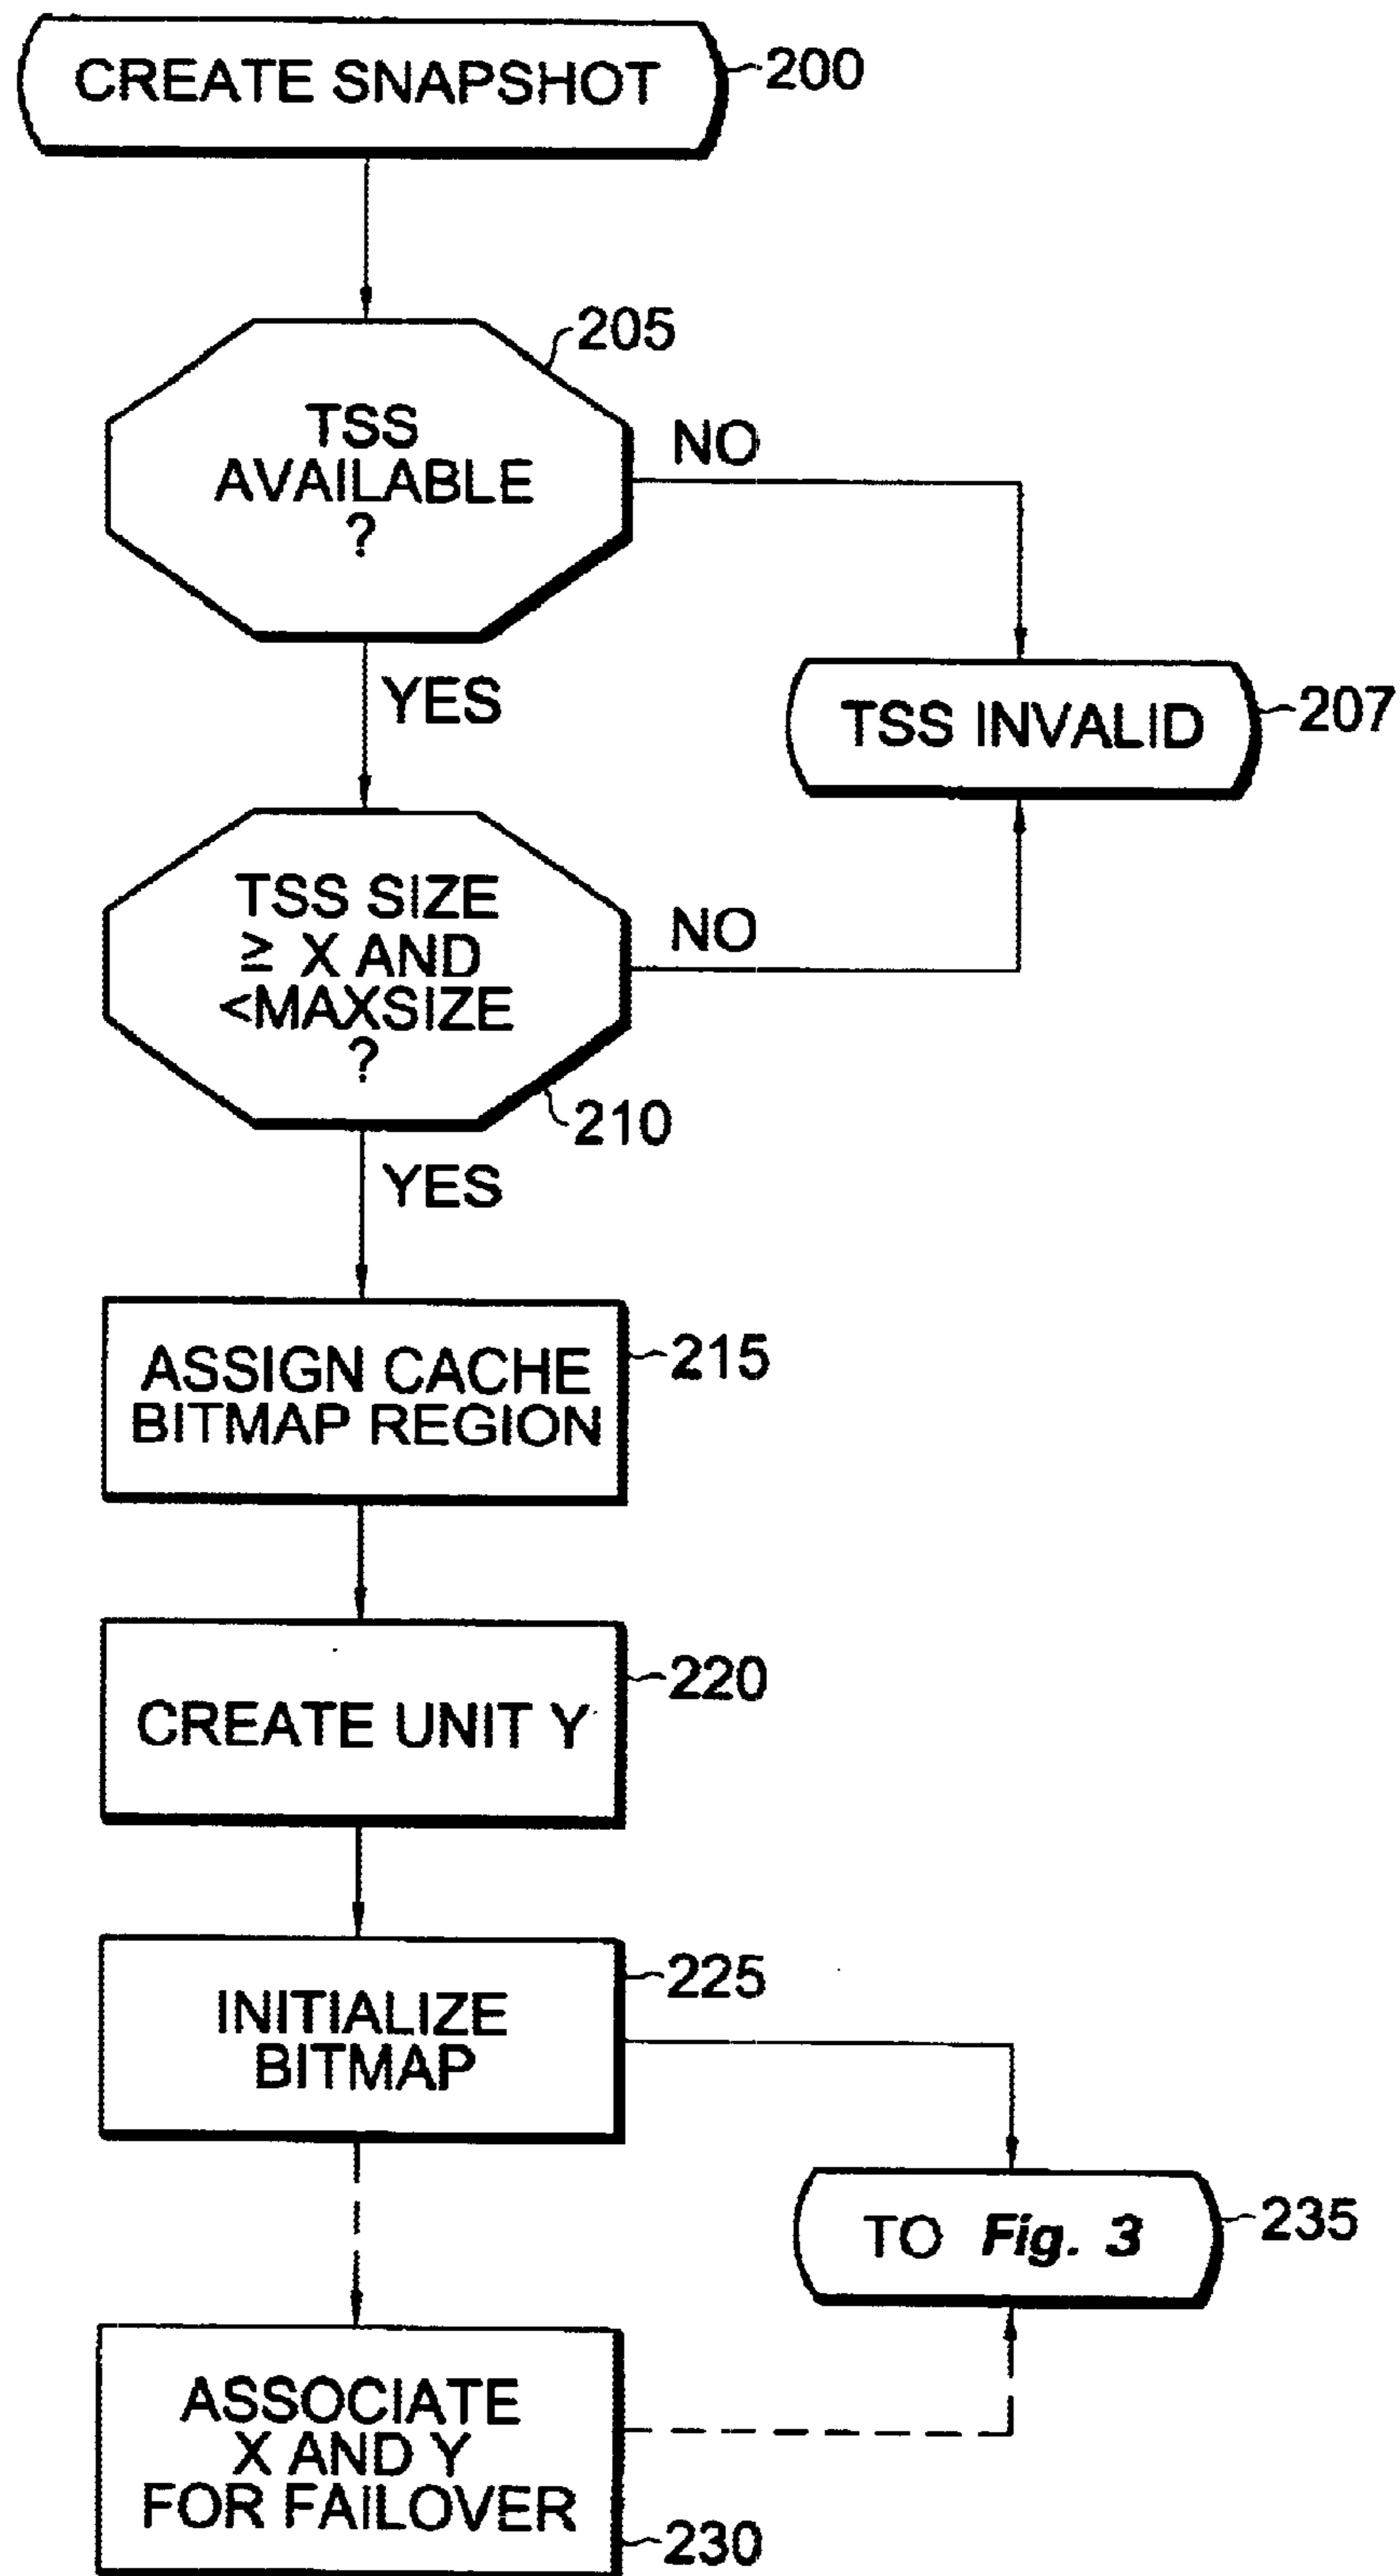 CREATE SNAPSHOT
200
205
TSS
AVAILABLE
?
NO
YES
TSS INVALID
207
TSS SIZE
≥ X AND
<MAXSIZE
?
NO
210
YES
ASSIGN CACHE
BITMAP REGION
215
CREATE UNIT Y
220
INITIALIZE
BITMAP
225
TO Fig. 3
235
ASSOCIATE
X AND Y
FOR FAILOVER
230